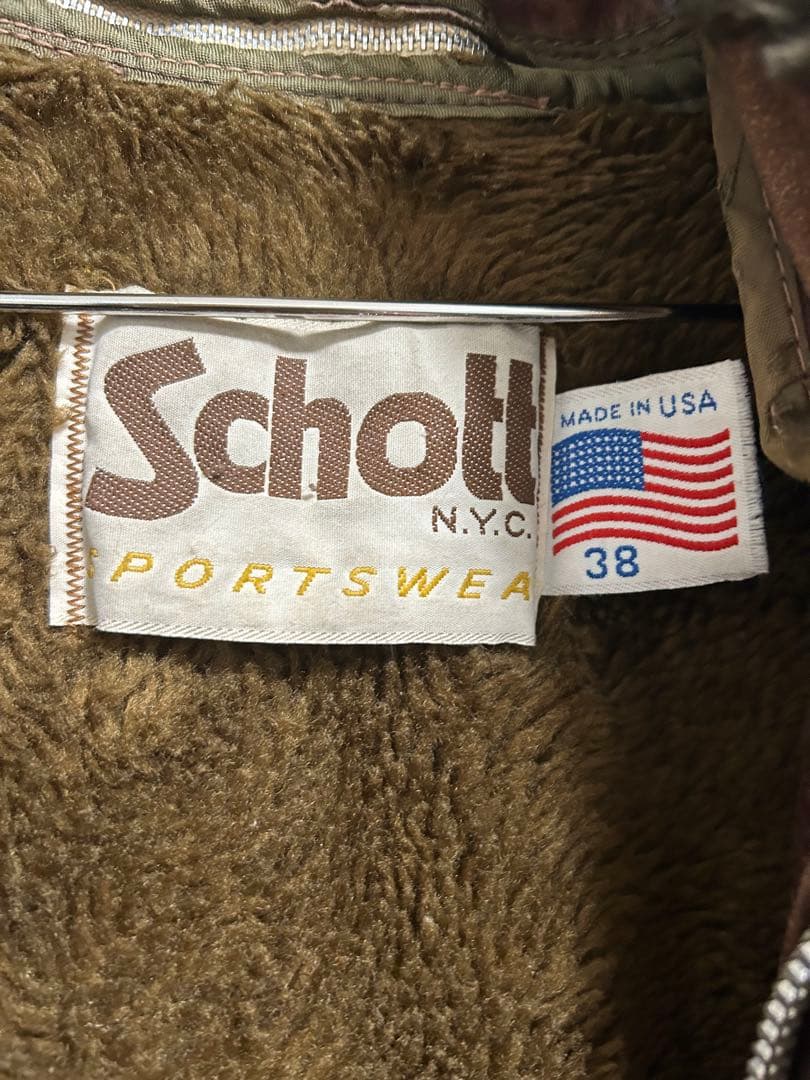 Schott
N.Y.C.
SPORTSWEA
MADE IN USA
38